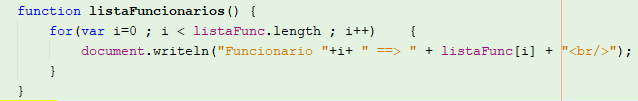 function listaFuncionarios() {
for(var i=0 ; i < listaFunc.length ; i++) {
document.writeln("Funcionario "+i+ " ==> " + listaFunc[i] + "<br/>");
}
}